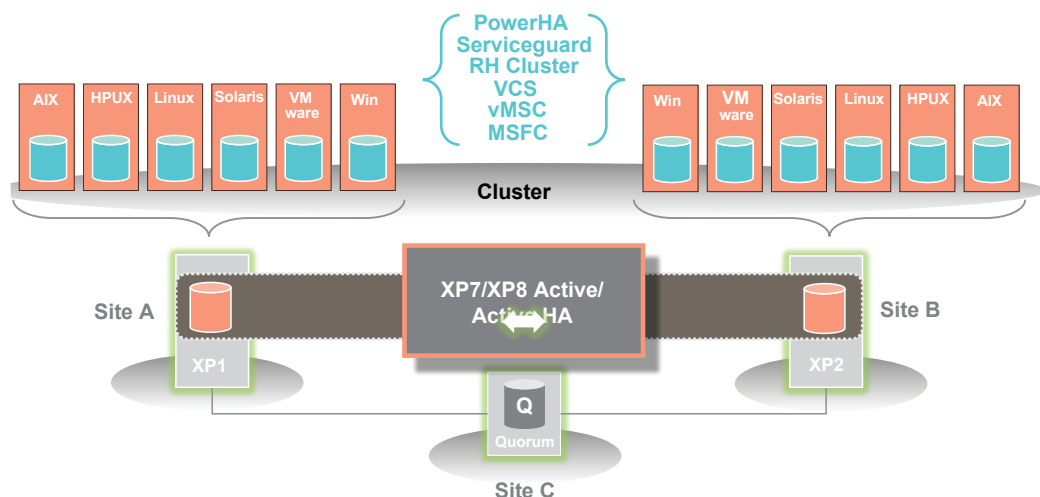 PowerHA
Serviceguard
RH Cluster
VCS
vMSC
MSFC
AIX
HPUX
Linux
Solaris
VM
ware
Win
Win
VM
ware
Solaris
Linux
HPUX
AIX
Cluster
Site A
XP1
XP7/XP8 Active/
Active HA
Site B
XP2
Q
Quorum
Site C